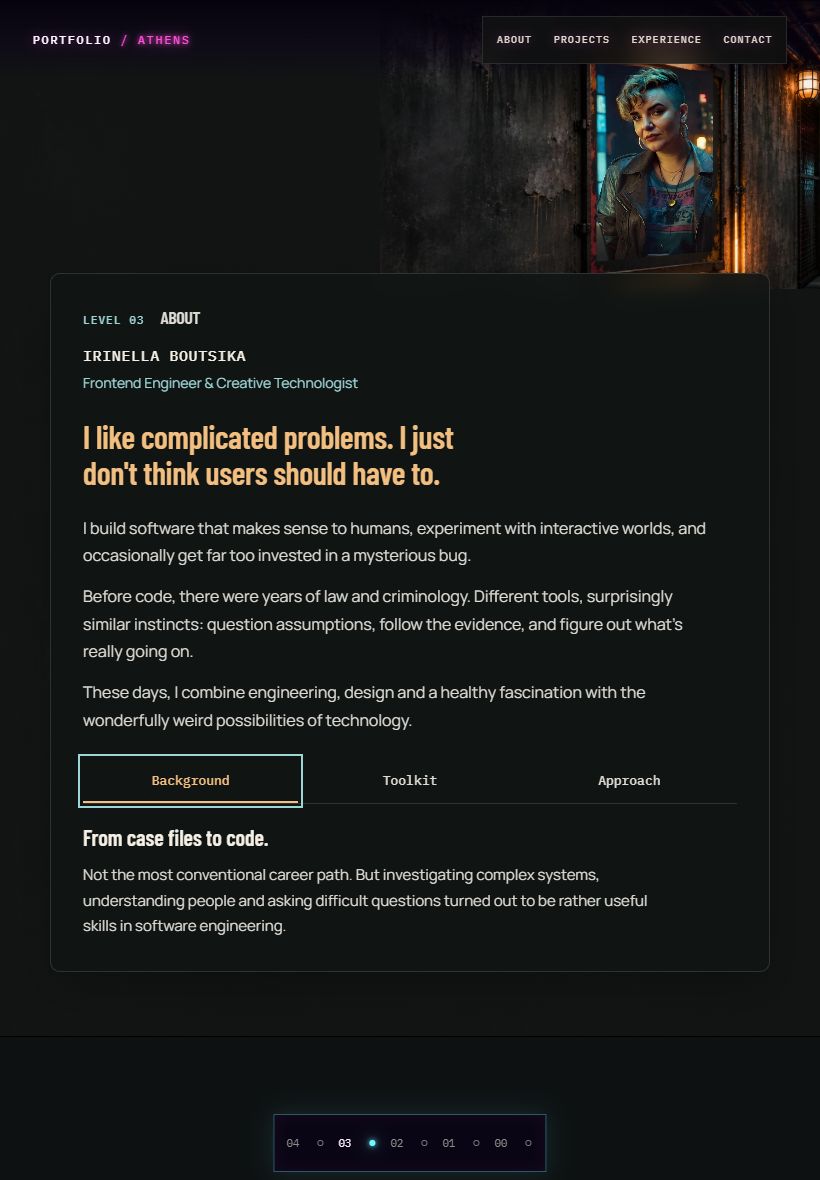 PORTFOLIO / ATHENS
ABOUT PROJECTS EXPERIENCE CONTACT
LEVEL 03 ABOUT
IRINELLA BOUTSIKA
Frontend Engineer & Creative Technologist
I like complicated problems. I just
don't think users should have to.
I build software that makes sense to humans, experiment with interactive worlds, and
occasionally get far too invested in a mysterious bug.
Before code, there were years of law and criminology. Different tools, surprisingly
similar instincts: question assumptions, follow the evidence, and figure out what’s
really going on.
These days, I combine engineering, design and a healthy fascination with the
wonderfully weird possibilities of technology.
Background Toolkit Approach
From case files to code.
Not the most conventional career path. But investigating complex systems,
understanding people and asking difficult questions turned out to be rather useful
skills in software engineering.
04 03 02 01 00